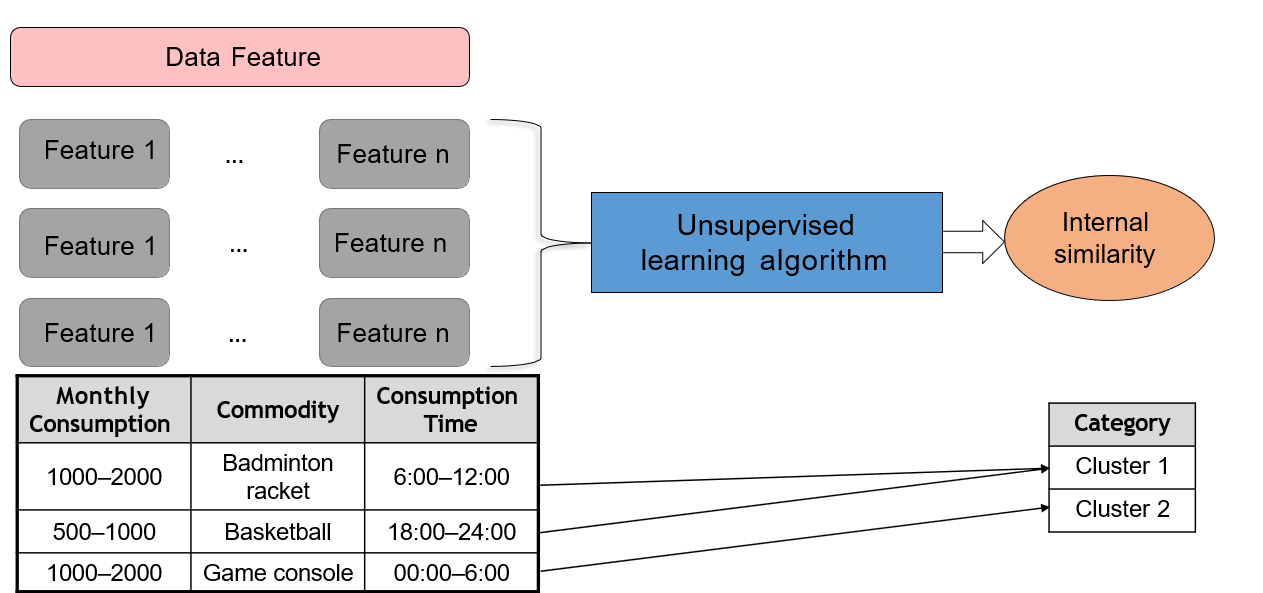 Data Feature
Feature 1 ... Feature n
Feature 1 ... Feature n
Feature 1 ... Feature n
Unsupervised
learning algorithm
Internal
similarity
Monthly
Consumption
Commodity
Consumption
Time
1000–2000
Badminton
racket
6:00–12:00
500–1000 Basketball 18:00–24:00
1000–2000 Game console 00:00–6:00
Category
Cluster 1
Cluster 2